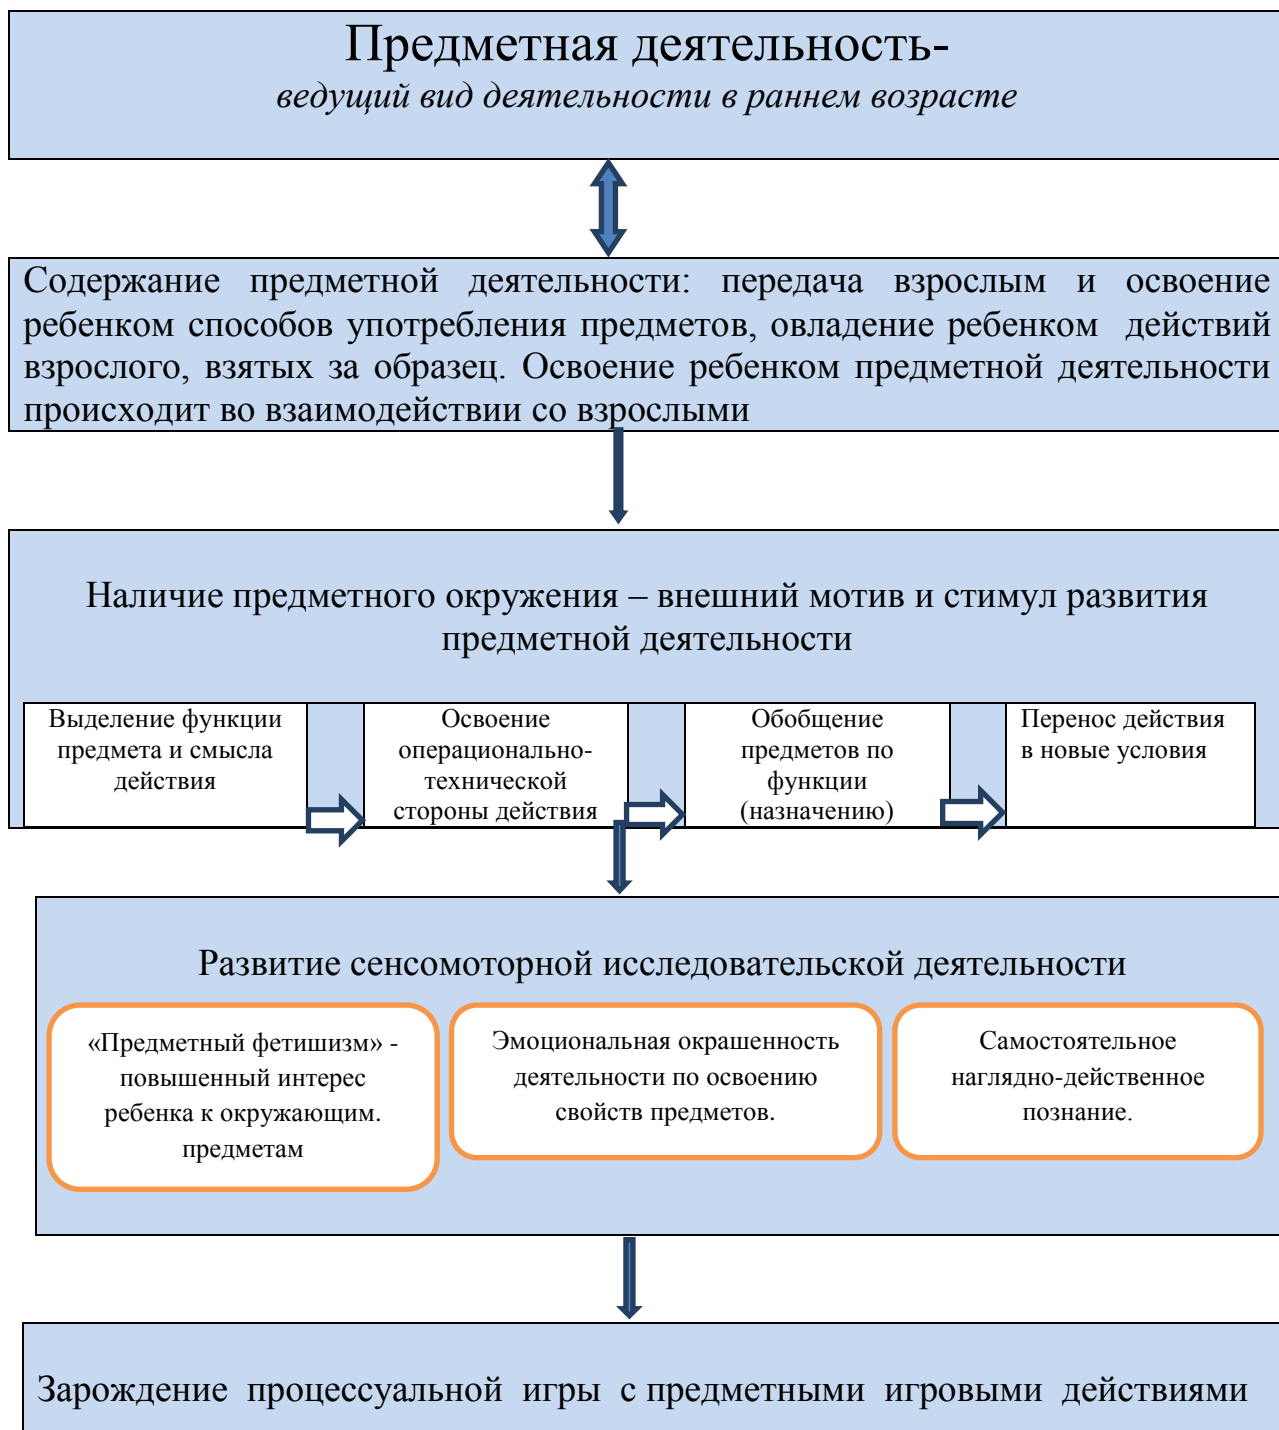 Предметная деятельность-
ведущий вид деятельности в раннем возрасте
Содержание предметной деятельности: передача взрослым и освоение
ребенком способов употребления предметов, овладение ребенком действий
взрослого, взятых за образец. Освоение ребенком предметной деятельности
происходит во взаимодействии со взрослыми
Наличие предметного окружения – внешний мотив и стимул развития
предметной деятельности
Выделение функции
предмета и смысла
действия
Освоение
операционально-
технической
стороны действия
Обобщение
предметов по
функции
(назначению)
Перенос действия
в новые условия
Развитие сенсомоторной исследовательской деятельности
«Предметный фетишизм» -
повышенный интерес
ребенка к окружающим.
предметам
Эмоциональная окрашенность
деятельности по освоению
свойств предметов.
Самостоятельное
наглядно-действенное
познание.
Зарождение процессуальной игры с предметными игровыми действиями